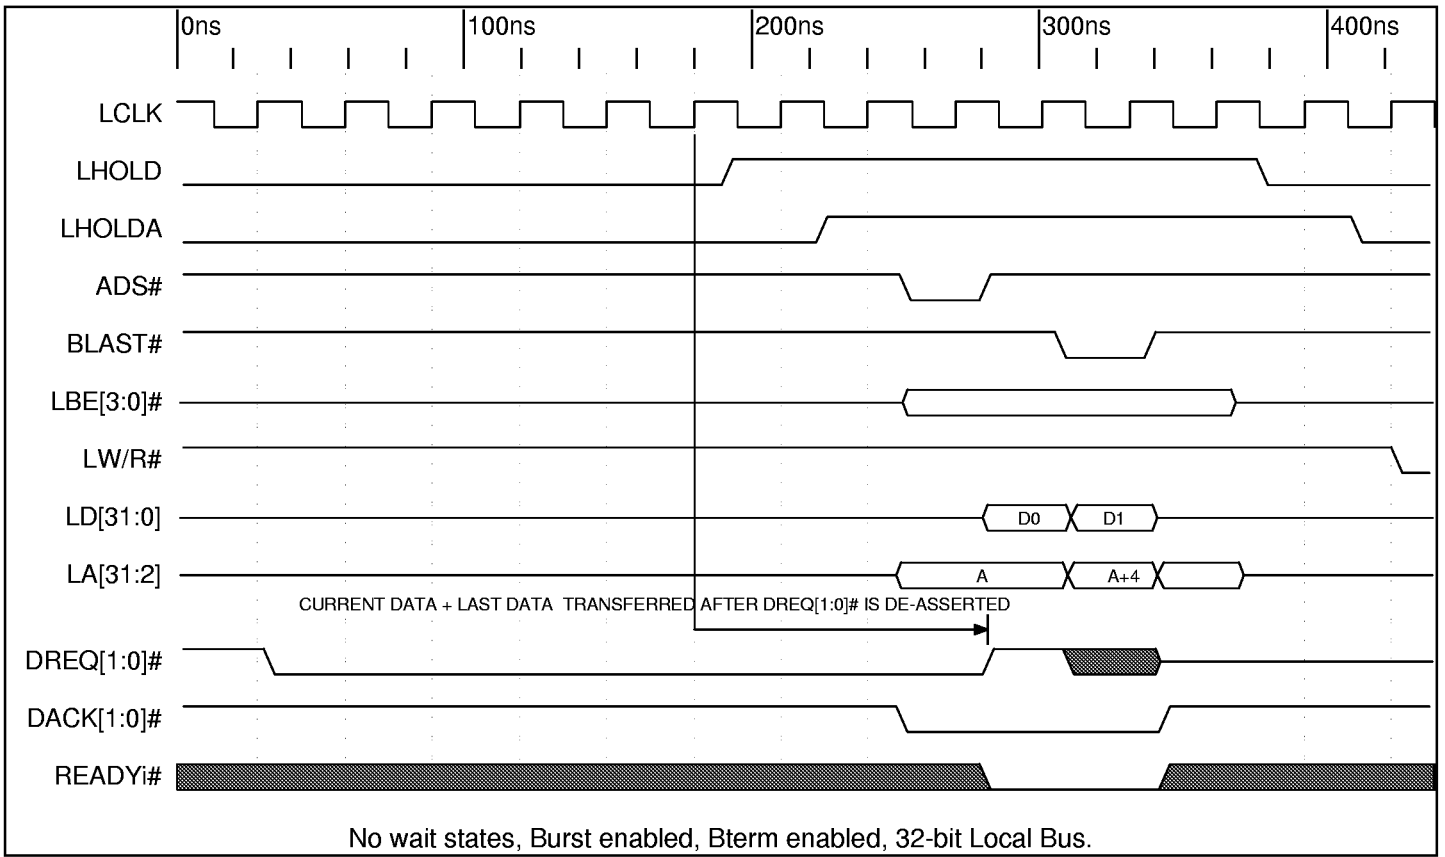 0ns 100ns 200ns 300ns 400ns
LCLK
LHOLD
LHOLDA
ADS#
BLAST#
LBE[3:0]#
LW/R#
LD[31:0] D0 D1
LA[31:2] A A+4
CURRENT DATA + LAST DATA TRANSFERRED AFTER DREQ[1:0]# IS DE-ASSERTED
DREQ[1:0]#
DACK[1:0]#
READYi#
No wait states, Burst enabled, Bterm enabled, 32-bit Local Bus.